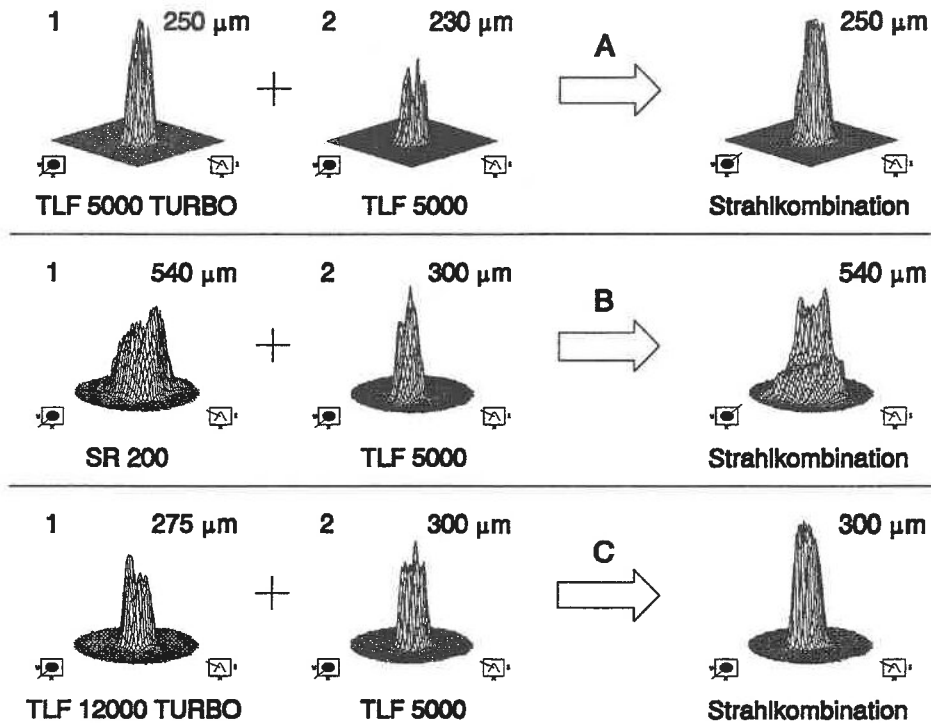 1 250 μm 2 230 μm A 250 μm
+
TLF 5000 TURBO TLF 5000 Strahlkombination
1 540 μm 2 300 μm B 540 μm
+
SR 200 TLF 5000 Strahlkombination
1 275 μm 2 300 μm C 300 μm
+
TLF 12000 TURBO TLF 5000 Strahlkombination